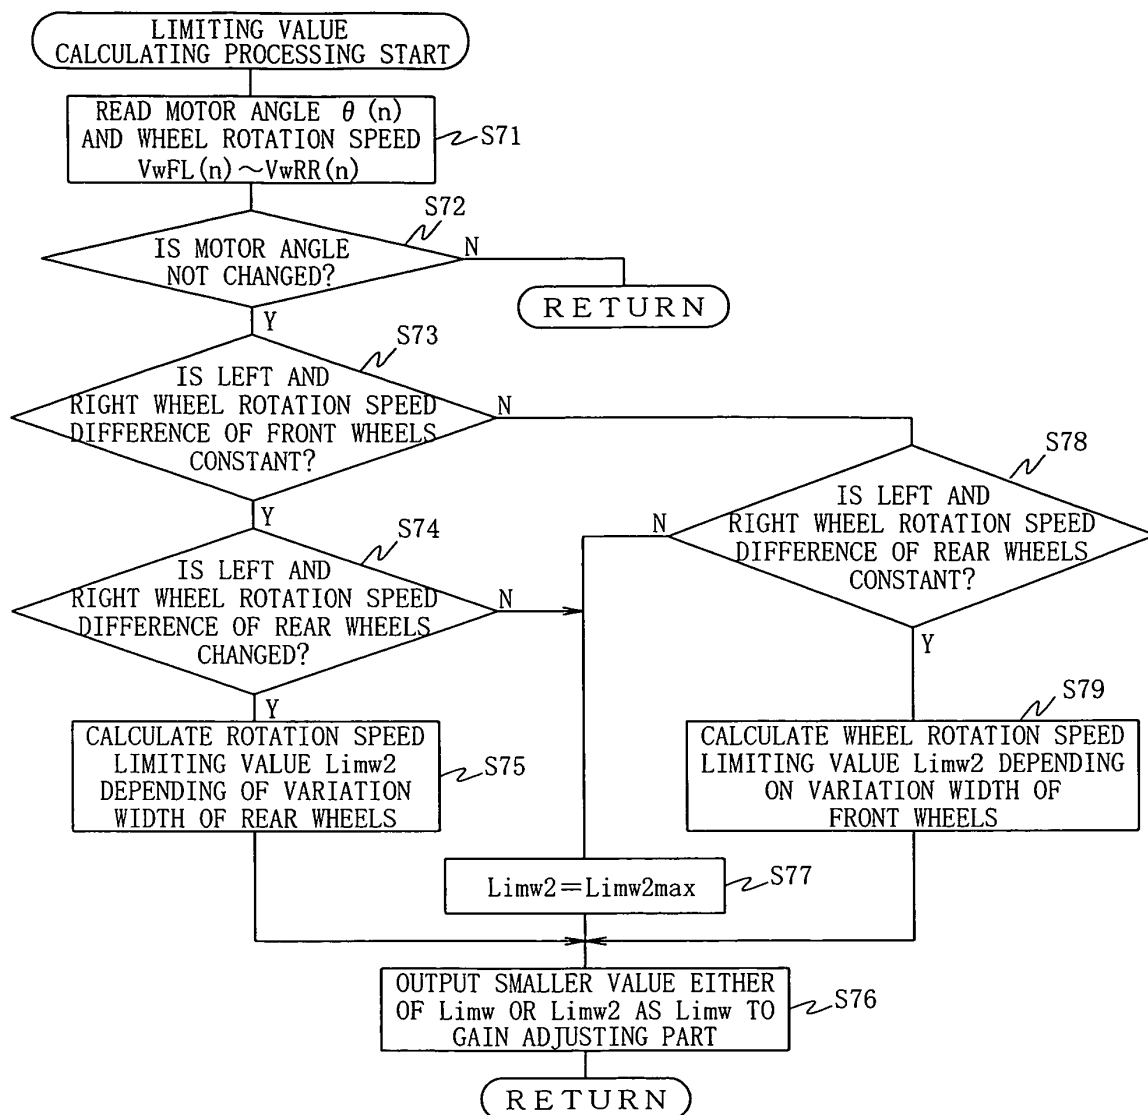 LIMITING VALUE
CALCULATING PROCESSING START
READ MOTOR ANGLE θ (n)
AND WHEEL ROTATION SPEED
VwFL(n)～VwRR(n)
S71
S72
IS MOTOR ANGLE
NOT CHANGED?
N
RETURN
Y
S73
IS LEFT AND
RIGHT WHEEL ROTATION SPEED
DIFFERENCE OF FRONT WHEELS
CONSTANT?
N
Y
S78
IS LEFT AND
RIGHT WHEEL ROTATION SPEED
DIFFERENCE OF REAR WHEELS
CONSTANT?
N
Y
S74
IS LEFT AND
RIGHT WHEEL ROTATION SPEED
DIFFERENCE OF REAR WHEELS
CHANGED?
N
Y
CALCULATE ROTATION SPEED
LIMITING VALUE Limw2
DEPENDING OF VARIATION
WIDTH OF REAR WHEELS
S75
S79
CALCULATE WHEEL ROTATION SPEED
LIMITING VALUE Limw2 DEPENDING
ON VARIATION WIDTH OF
FRONT WHEELS
Limw2＝Limw2max
S77
OUTPUT SMALLER VALUE EITHER
OF Limw OR Limw2 AS Limw TO
GAIN ADJUSTING PART
S76
RETURN